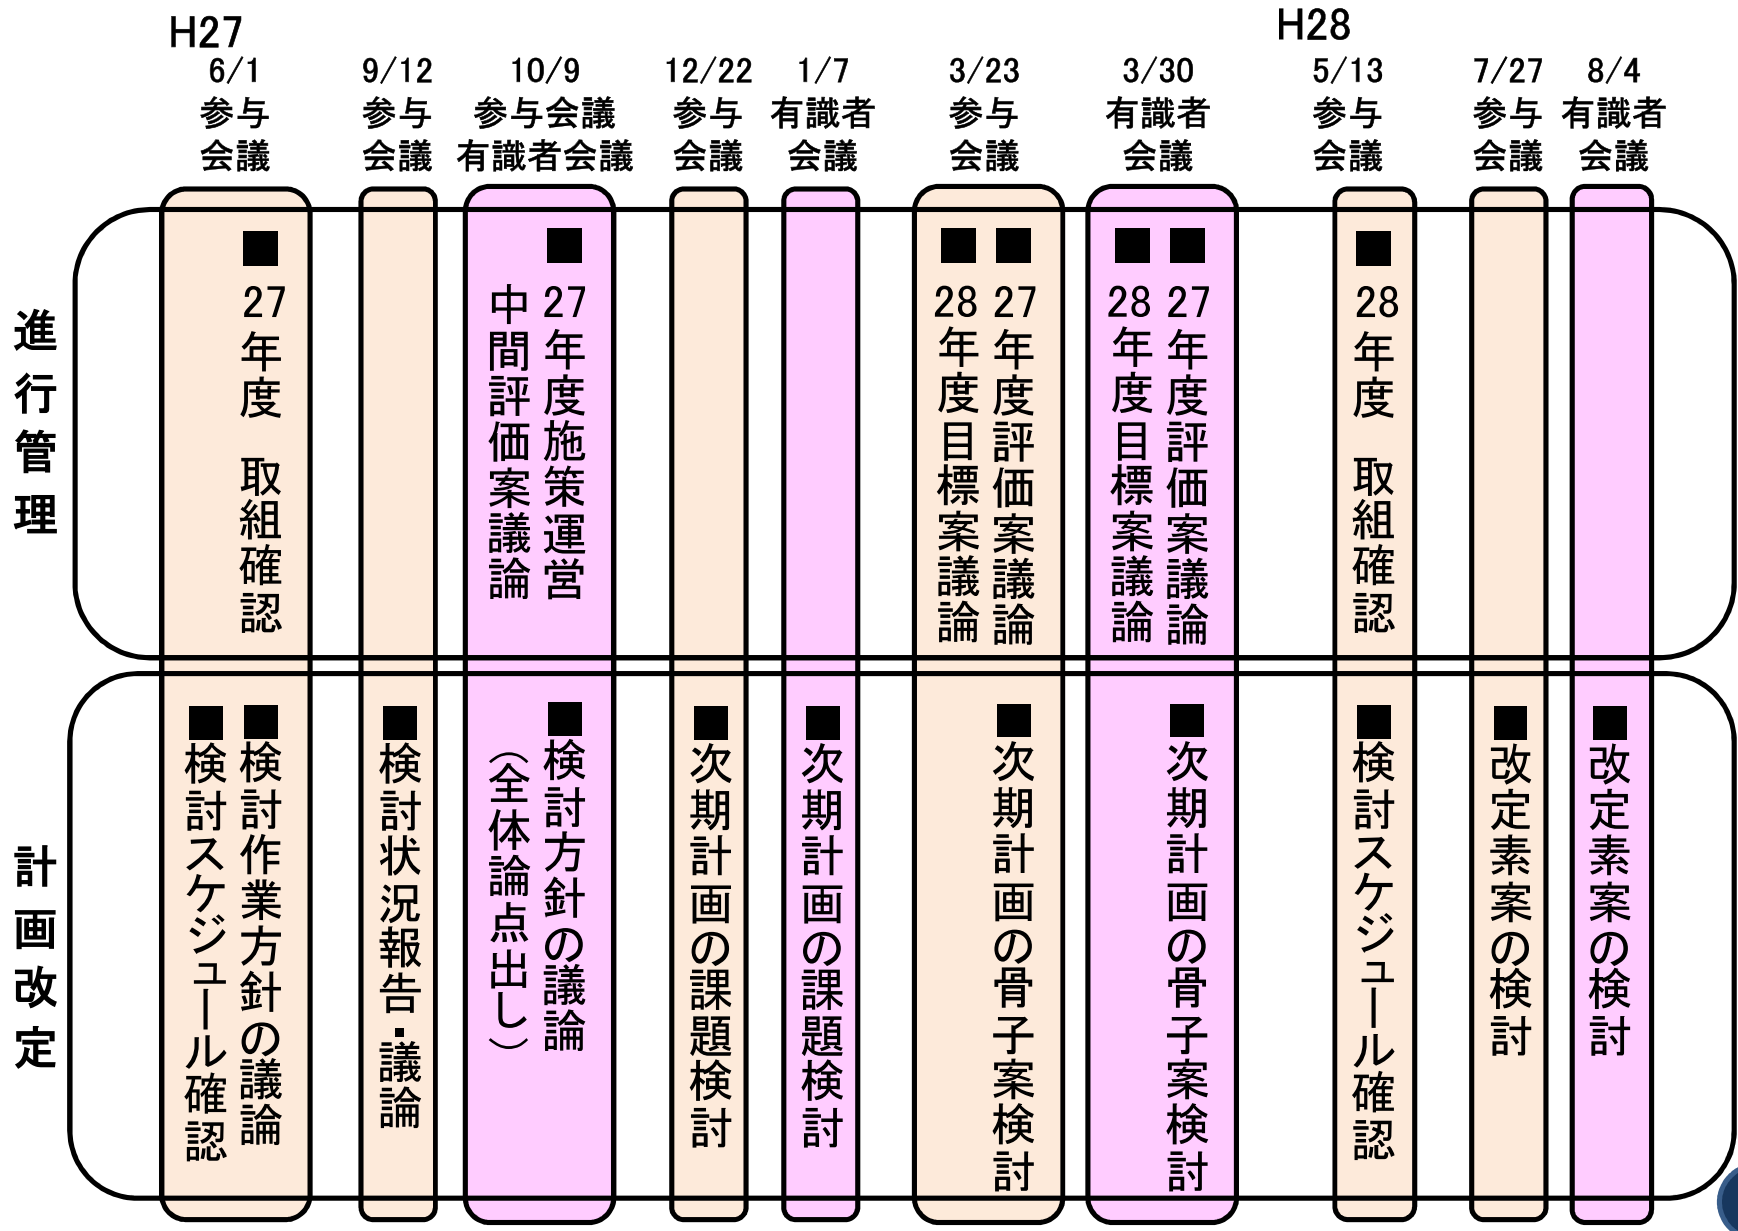 H27
H28
6/1
参与
会議
9/12
参与
会議
10/9
参与会議
有識者会議
12/22
参与
会議
1/7
有識者
会議
3/23
参与
会議
3/30
有識者
会議
5/13
参与
会議
7/27
参与
会議
8/4
有識者
会議
進行管理
■27年度 取組確認
■27年度施策運営
中間評価案議論
■27年度評価案議論
■28年度目標案議論
■27年度評価案議論
■28年度目標案議論
■28年度 取組確認
計画改定
■検討作業方針の議論
■検討スケジュール確認
■検討状況報告・議論
■検討方針の議論
（全体論点出し）
■次期計画の課題検討
■次期計画の課題検討
■次期計画の骨子案検討
■次期計画の骨子案検討
■検討スケジュール確認
■改定素案の検討
■改定素案の検討